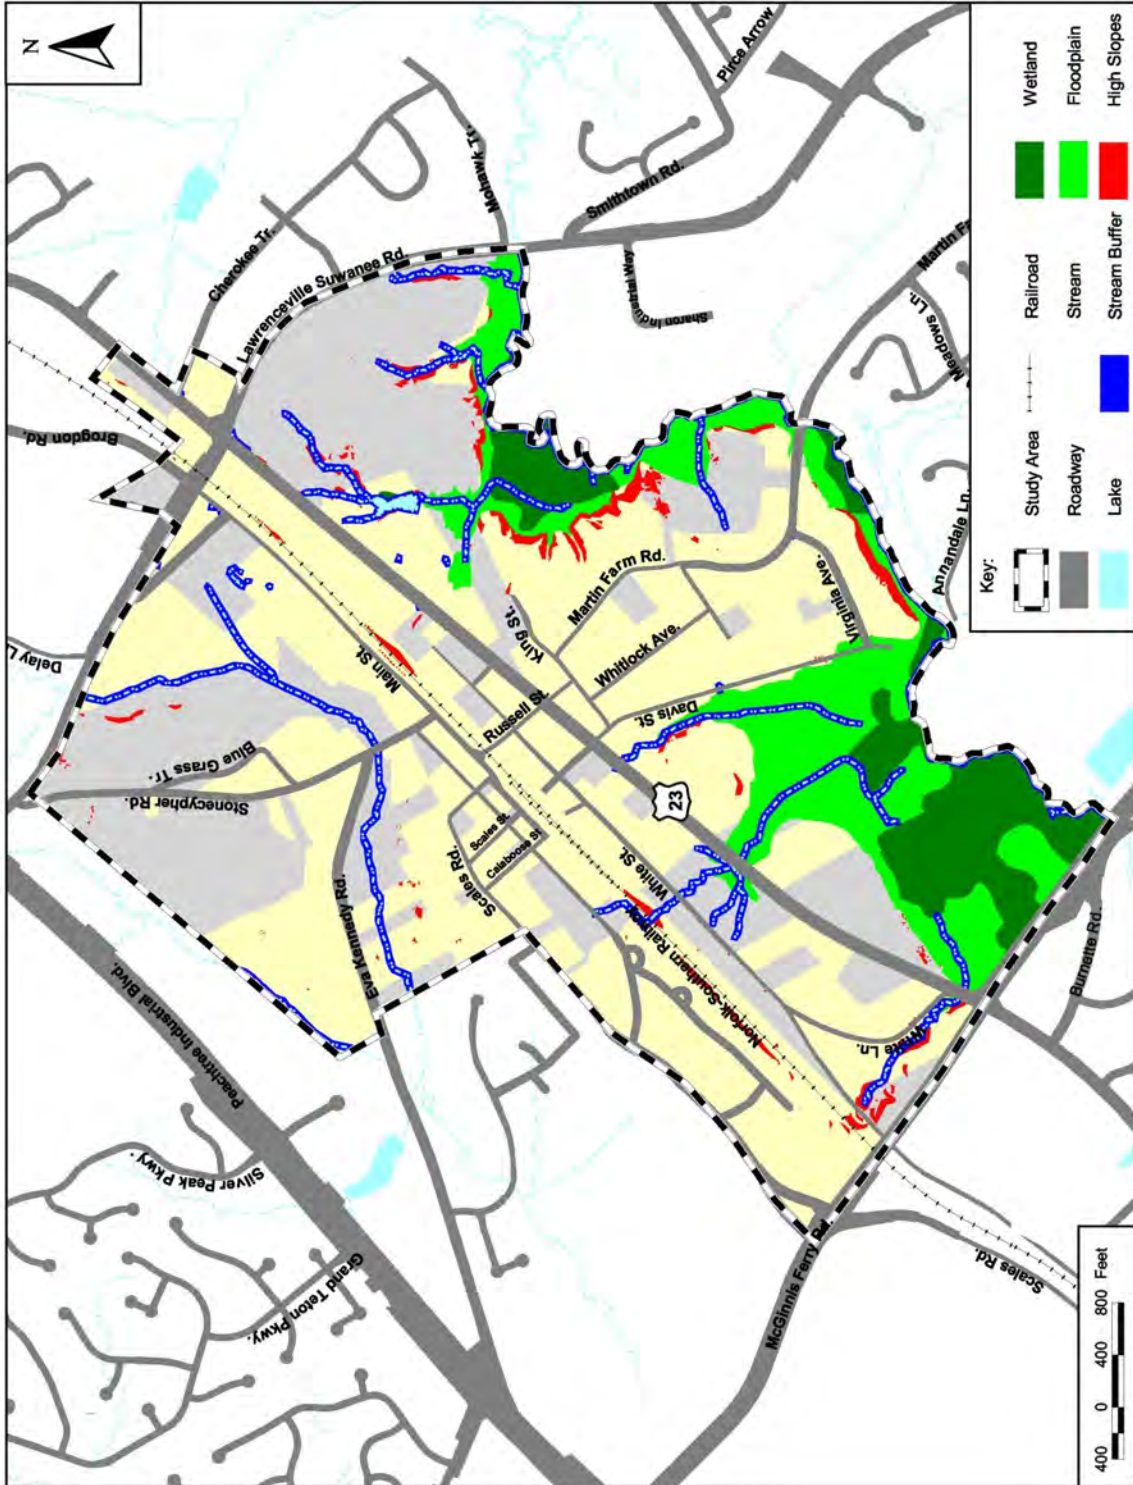 N
Pirce Arrow
Mohawk Tr.
Smithtown Rd.
Cherokee Tr.
Lawrenceville Suwanee Rd.
Sharon Industrial Way
Martin Fr
Meadows Ln.
Brogdon Rd.
Annandale Ln.
Delay L
Main St.
King St.
Martin Farm Rd.
Whitlock Ave.
Virginia Ave.
Russell St.
Davis St.
Blue Grass Tr.
Stonecypher Rd.
23
Scales St.
Calaboose St
Scales Rd.
White St.
Eva Kennedy Rd.
Norfolk Southern Railway
Peachtree Industrial Blvd.
White Ln.
Burnette Rd.
Silver Peak Pkwy.
Grand Teton Pkwy.
McGinnis Ferry Rd.
Scales Rd.
Key:
Study Area
Railroad
Wetland
Roadway
Stream
Floodplain
Lake
Stream Buffer
High Slopes
400 0 400 800 Feet